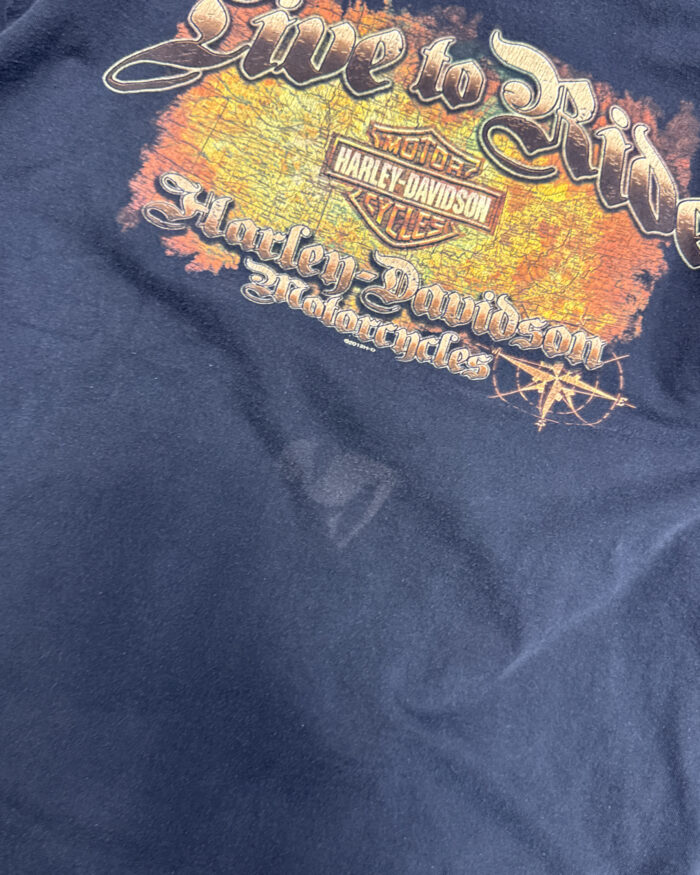 Live to Ride
MOTOR
HARLEY-DAVIDSON
CYCLES
Harley-Davidson
Motorcycles